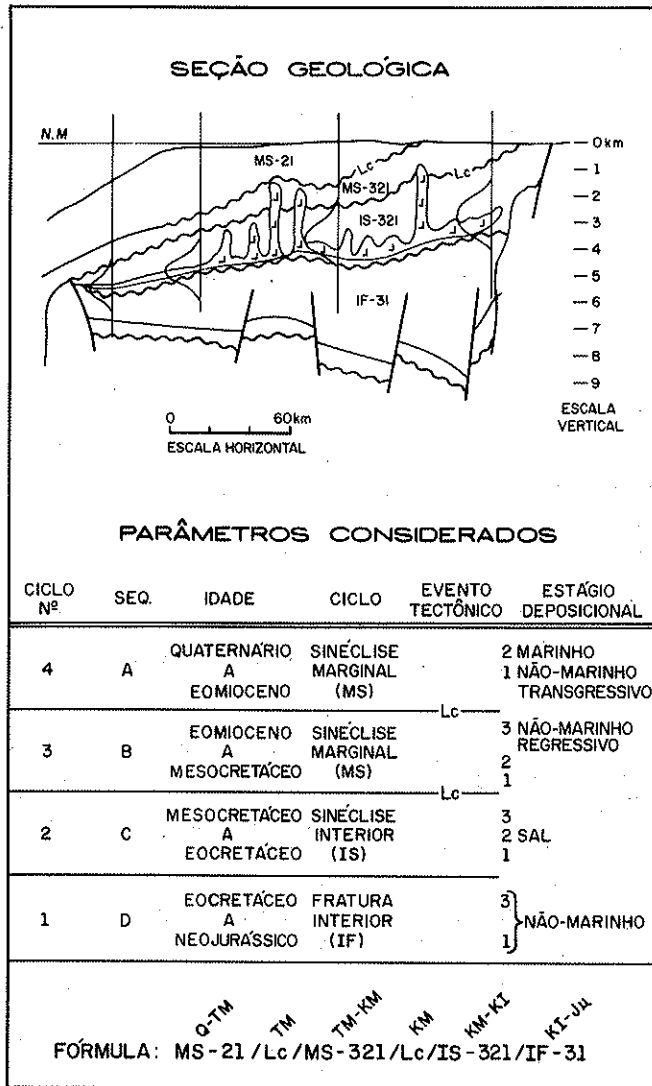 SEÇÃO GEOLÓGICA
N.M
0 km
MS-21
Lc
1
MS-321
Lc
2
IS-321
3
4
5
IF-31
6
7
8
9
0 60km
ESCALA HORIZONTAL
ESCALA
VERTICAL
PARÂMETROS CONSIDERADOS
CICLO Nº SEQ. IDADE CICLO EVENTO TECTÔNICO ESTÁGIO DEPOSICIONAL
4 A QUATERNÁRIO A EOMIOCENO SINÉCLISE MARGINAL (MS) 2 MARINHO 1 NÃO-MARINHO TRANSGRESSIVO
Lc
3 B EOMIOCENO A MESOCRETÁCEO SINÉCLISE MARGINAL (MS) 3 NÃO-MARINHO REGRESSIVO 2 1
Lc
2 C MESOCRETÁCEO A EOCRETÁCEO SINÉCLISE INTERIOR (IS) 3 2 SAL 1
1 D EOCRETÁCEO A NEOJURÁSSICO FRATURA INTERIOR (IF) 3 1 NÃO-MARINHO
Q-TM TM TM-KM KM KM-KI KI-Ju
FÓRMULA: MS-21/Lc/MS-321/Lc/IS-321/IF-31